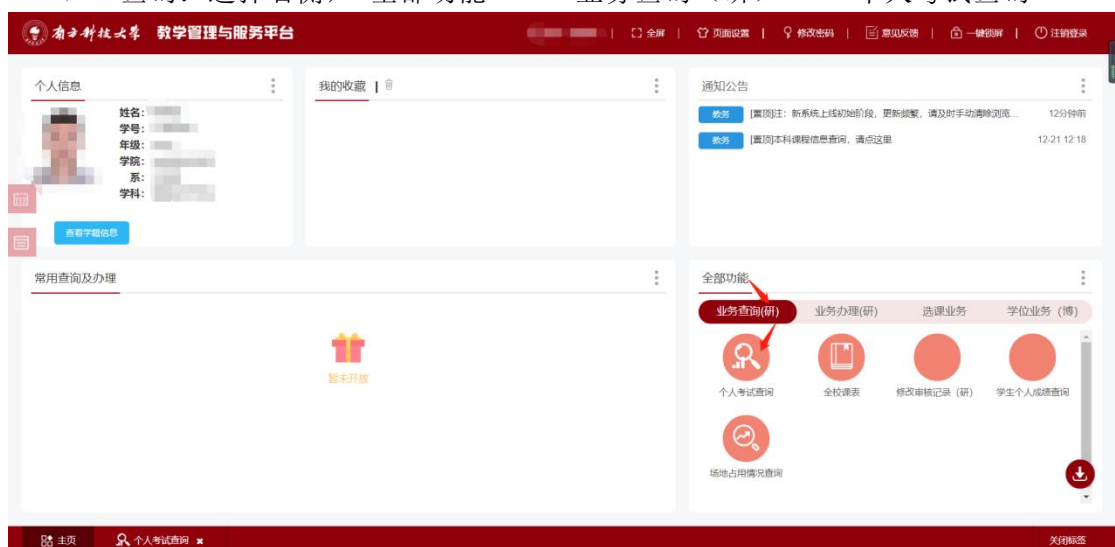 南方科技大学 教学管理与服务平台
全屏 | 页面设置 | 修改密码 | 意见反馈 | 一键锁屏 | 注销登录
个人信息
姓名:
学号:
年级:
学院:
系:
学科:
查看学籍信息
我的收藏 |
通知公告
教务 [置顶]注：新系统上线初始阶段，更新频繁，请及时手动清除浏览... 12分钟前
教务 [置顶]本科课程信息查询，请点这里 12-21 12:18
常用查询及办理
暂未开放
全部功能
业务查询(研) 业务办理(研) 选课业务 学位业务（博）
个人考试查询 全校课表 修改审核记录（研） 学生个人成绩查询
场地占用情况查询
主页 个人考试查询 × 关闭标签